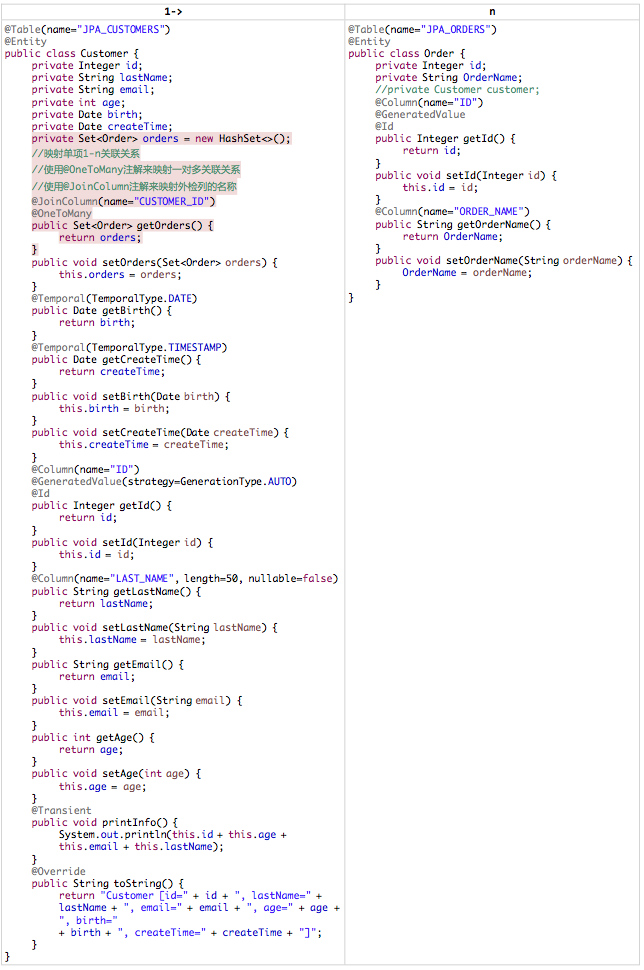 1->
@Table(name="JPA_CUSTOMERS")
@Entity
public class Customer {
private Integer id;
private String lastName;
private String email;
private int age;
private Date birth;
private Date createTime;
private Set<Order> orders = new HashSet<>();
//映射单项1-n关联关系
//使用@OneToMany注解来映射一对多关联关系
//使用@JoinColumn注解来映射外检列的名称
@JoinColumn(name="CUSTOMER_ID")
@OneToMany
public Set<Order> getOrders() {
return orders;
}
public void setOrders(Set<Order> orders) {
this.orders = orders;
}
@Temporal(TemporalType.DATE)
public Date getBirth() {
return birth;
}
@Temporal(TemporalType.TIMESTAMP)
public Date getCreateTime() {
return createTime;
}
public void setBirth(Date birth) {
this.birth = birth;
}
public void setCreateTime(Date createTime) {
this.createTime = createTime;
}
@Column(name="ID")
@GeneratedValue(strategy=GenerationType.AUTO)
@Id
public Integer getId() {
return id;
}
public void setId(Integer id) {
this.id = id;
}
@Column(name="LAST_NAME", length=50, nullable=false)
public String getLastName() {
return lastName;
}
public void setLastName(String lastName) {
this.lastName = lastName;
}
public String getEmail() {
return email;
}
public void setEmail(String email) {
this.email = email;
}
public int getAge() {
return age;
}
public void setAge(int age) {
this.age = age;
}
@Transient
public void printInfo() {
System.out.println(this.id + this.age +
this.email + this.lastName);
}
@Override
public String toString() {
return "Customer [id=" + id + ", lastName=" +
lastName + ", email=" + email + ", age=" + age +
", birth="
+ birth + ", createTime=" + createTime + "]";
}
}
n
@Table(name="JPA_ORDERS")
@Entity
public class Order {
private Integer id;
private String OrderName;
//private Customer customer;
@Column(name="ID")
@GeneratedValue
@Id
public Integer getId() {
return id;
}
public void setId(Integer id) {
this.id = id;
}
@Column(name="ORDER_NAME")
public String getOrderName() {
return OrderName;
}
public void setOrderName(String orderName) {
OrderName = orderName;
}
}